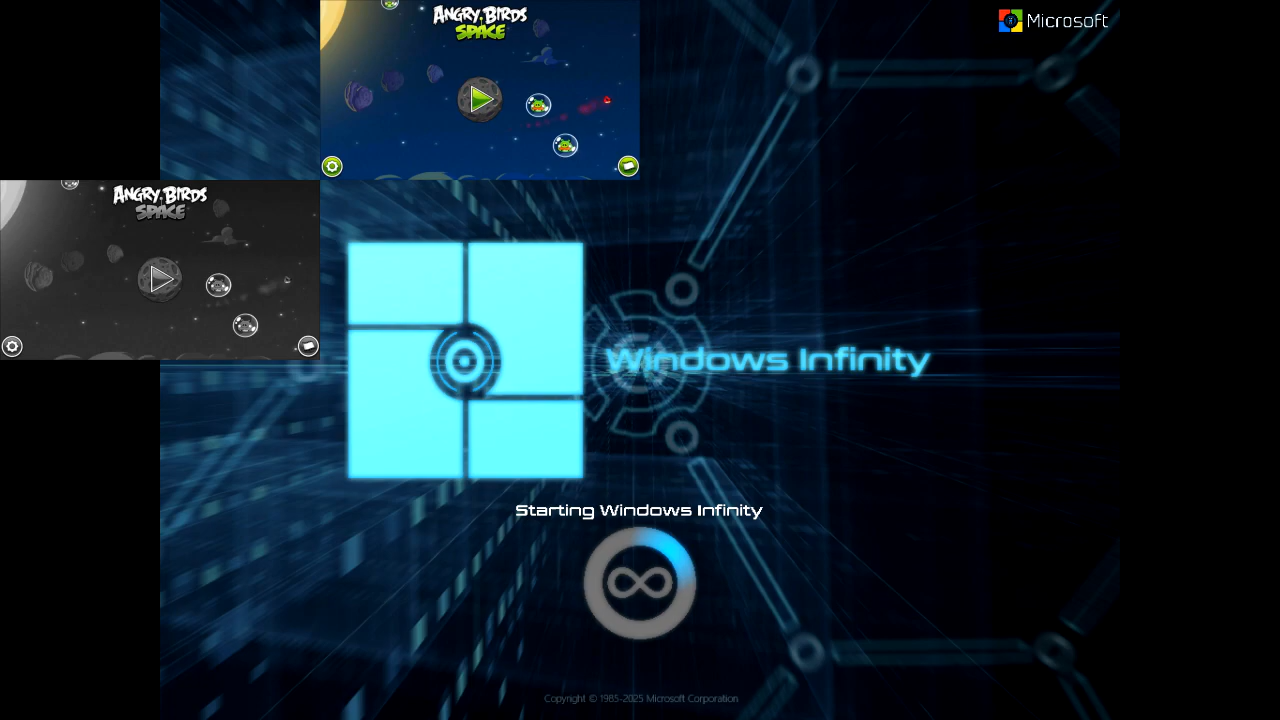 ANGRY BIRDS
SPACE
Microsoft
ANGRY BIRDS
SPACE
Windows Infinity
Starting Windows Infinity
Copyright © 1985-2025 Microsoft Corporation